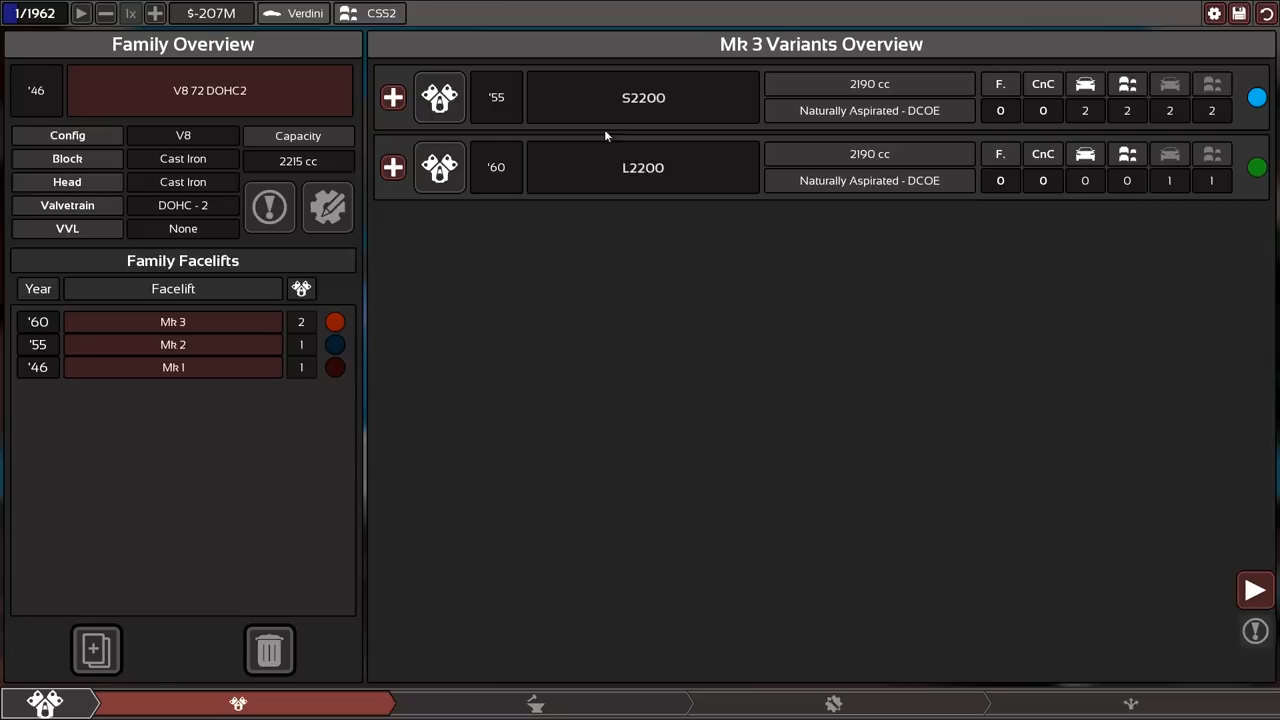 1/1962 1x $-207M Verdini CSS2
Family Overview
'46 V8 72 DOHC2
Config V8 Capacity
Block Cast Iron 2215 cc
Head Cast Iron
Valvetrain DOHC - 2
VVL None
Family Facelifts
Year Facelift
'60 Mk 3 2
'55 Mk 2 1
'46 Mk 1 1
Mk 3 Variants Overview
'55 S2200 2190 cc F. CnC
Naturally Aspirated - DCOE 0 0 2 2 2 2
'60 L2200 2190 cc F. CnC
Naturally Aspirated - DCOE 0 0 0 0 1 1